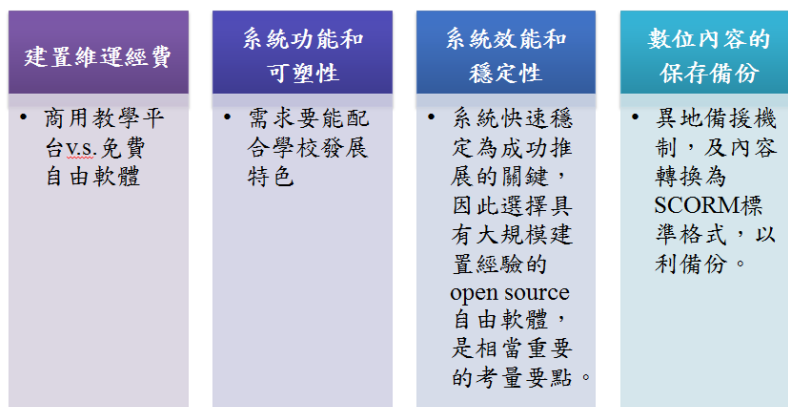 建置維運經費
• 商用教學平
台v.s.免費
自由軟體
系統功能和
可塑性
• 需求要能配
合學校發展
特色
系統效能和
穩定性
• 系統快速穩
定為成功推
展的關鍵，
因此選擇具
有大規模建
置經驗的
open source
自由軟體，
是相當重要
的考量要點。
數位內容的
保存備份
• 異地備援機
制，及內容
轉換為
SCORM標
準格式，以
利備份。